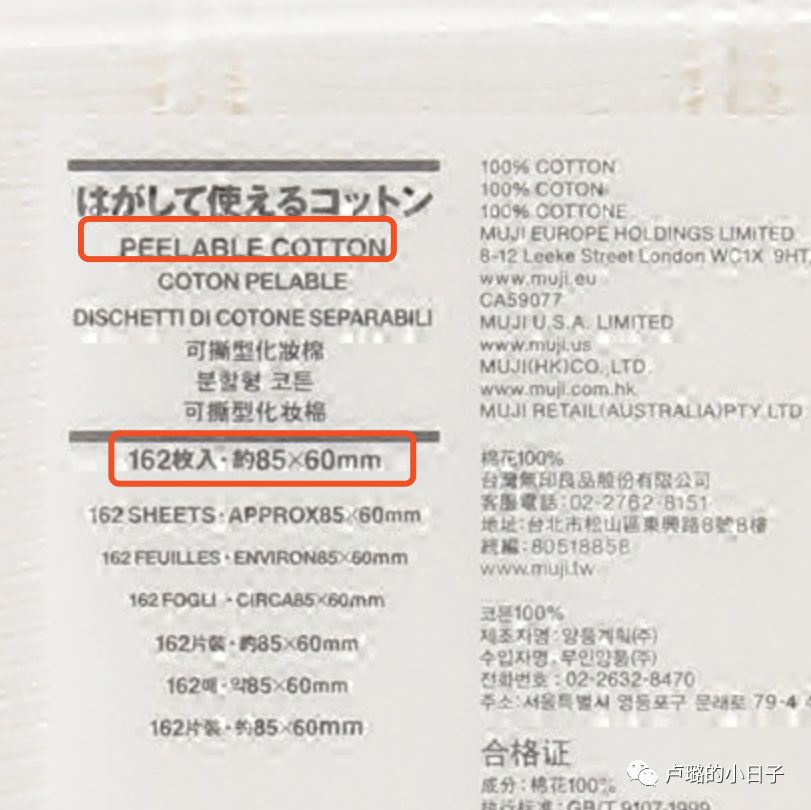 はがして使えるコットン
PEELABLE COTTON
COTON PELABLE
DISCHETTI DI COTONE SEPARABILI
可撕型化妝棉
분할형 코튼
可撕型化妆棉
162枚入・約85×60mm
162 SHEETS・APPROX85×60mm
162 FEUILLES・ENVIRON85×60mm
162 FOGLI ・CIRCA85×60mm
162片裝・約85×60mm
162매・약85×60mm
162片装・约85×60mm
100% COTTON
100% COTON
100% COTTONE
MUJI EUROPE HOLDINGS LIMITED
8-12 Leeke Street London WC1X 9HT,
www.muji.eu
CA59077
MUJI U.S.A. LIMITED
www.muji.us
MUJI(HK)CO.,LTD.
www.muji.com.hk
MUJI RETAIL(AUSTRALIA)PTY LTD
棉花100%
台灣無印良品股份有限公司
客服電話:02-2762-8151
地址:台北市松山區東興路8號8樓
統編:80518858
www.muji.tw
코튼100%
제조자명: 양품계획(주)
수입자명: 무인양품(주)
전화번호 : 02-2632-8470
주소:서울특별시 영등포구 문래로 79-4
合格证
成分:棉花100%
执行标准:GB/T 9107-1999
卢璐的小日子